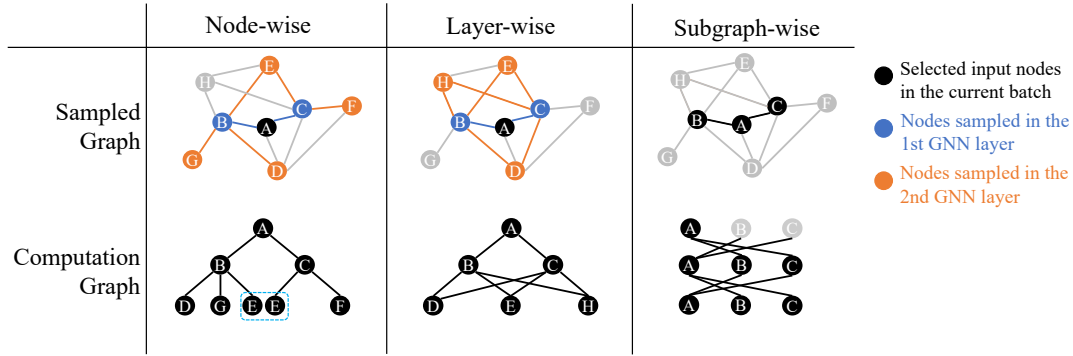 Node-wise
Layer-wise
Subgraph-wise
Sampled
Graph
E
H
C
F
B
A
G
D
E
H
C
F
B
A
G
D
E
H
C
F
B
A
G
D
Selected input nodes
in the current batch
Nodes sampled in the
1st GNN layer
Nodes sampled in the
2nd GNN layer
Computation
Graph
A
B C
D G E E F
A
B C
D E H
A B C
A B C
A B C